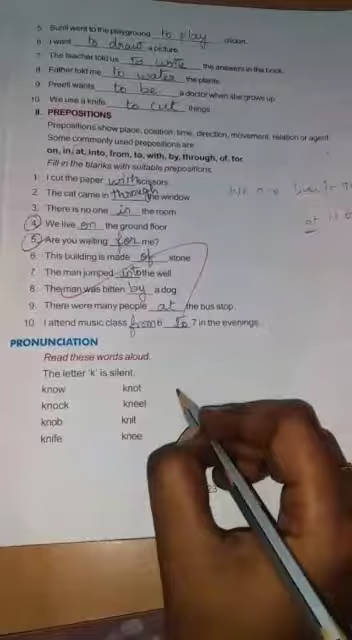 5. Sunil went to the playground to play cricket.
6. I want to draw a picture.
7. The teacher told us to write the answers in the book.
8. Father told me to water the plants.
9. Preeti wants to be a doctor when she grows up.
10. We use a knife to cut things.
II. PREPOSITIONS
Prepositions show place, position, time, direction, movement, relation or agent.
Some commonly used prepositions are
on, in, at, into, from, to, with, by, through, of, for.
Fill in the blanks with suitable prepositions.
1. I cut the paper with scissors.
2. The cat came in through the window
3. There is no one in the room
4. We live on the ground floor
5. Are you waiting for me?
6. This building is made of stone
7. The man jumped into the well
8. The man was bitten by a dog
9. There were many people at the bus stop
10. I attend music class from 6 to 7 in the evenings.
PRONUNCIATION
Read these words aloud.
The letter 'k' is silent.
know knot
knock kneel
knob knit
knife knee
23